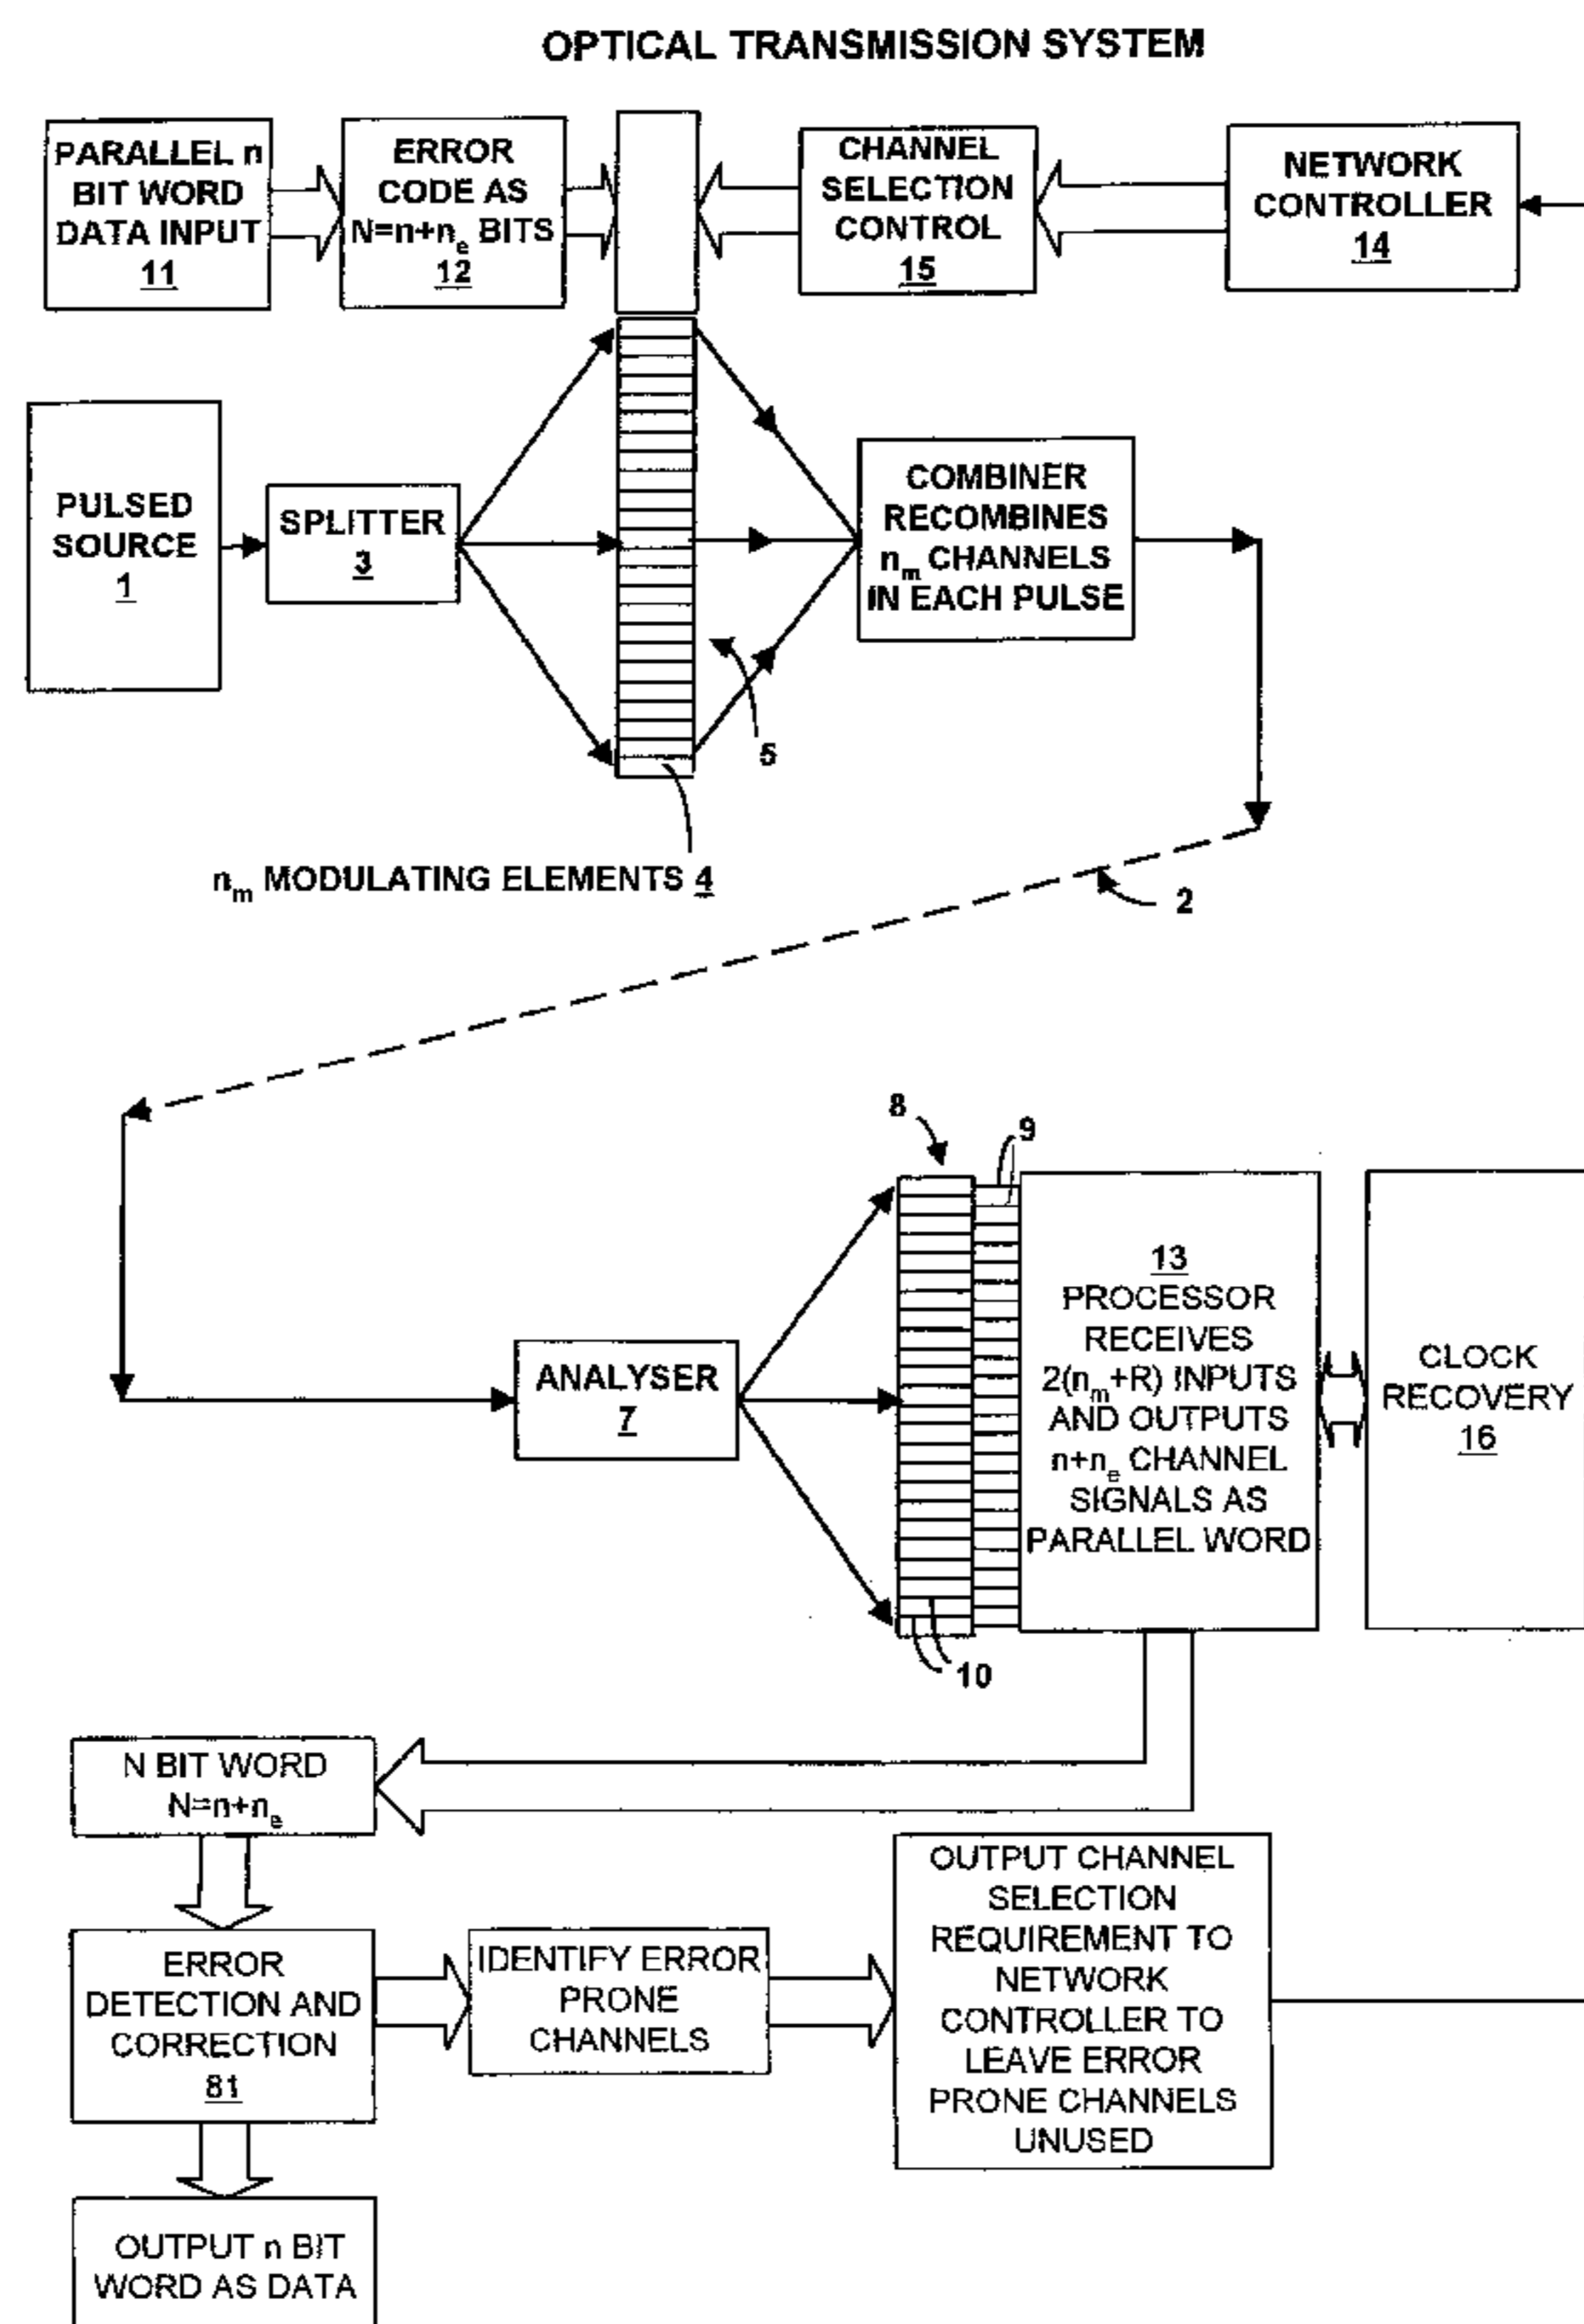 OPTICAL TRANSMISSION SYSTEM
PARALLEL n
BIT WORD
DATA INPUT
11
ERROR
CODE AS
N=n+nₑ BITS
12
CHANNEL
SELECTION
CONTROL
15
NETWORK
CONTROLLER
14
PULSED
SOURCE
1
SPLITTER
3
COMBINER
RECOMBINES
nₘ CHANNELS
IN EACH PULSE
5
nₘ MODULATING ELEMENTS 4
2
8
9
ANALYSER
7
10
13
PROCESSOR
RECEIVES
2(nₘ+R) INPUTS
AND OUTPUTS
n+nₑ CHANNEL
SIGNALS AS
PARALLEL WORD
CLOCK
RECOVERY
16
N BIT WORD
N=n+nₑ
ERROR
DETECTION AND
CORRECTION
81
IDENTIFY ERROR
PRONE
CHANNELS
OUTPUT CHANNEL
SELECTION
REQUIREMENT TO
NETWORK
CONTROLLER TO
LEAVE ERROR
PRONE CHANNELS
UNUSED
OUTPUT n BIT
WORD AS DATA